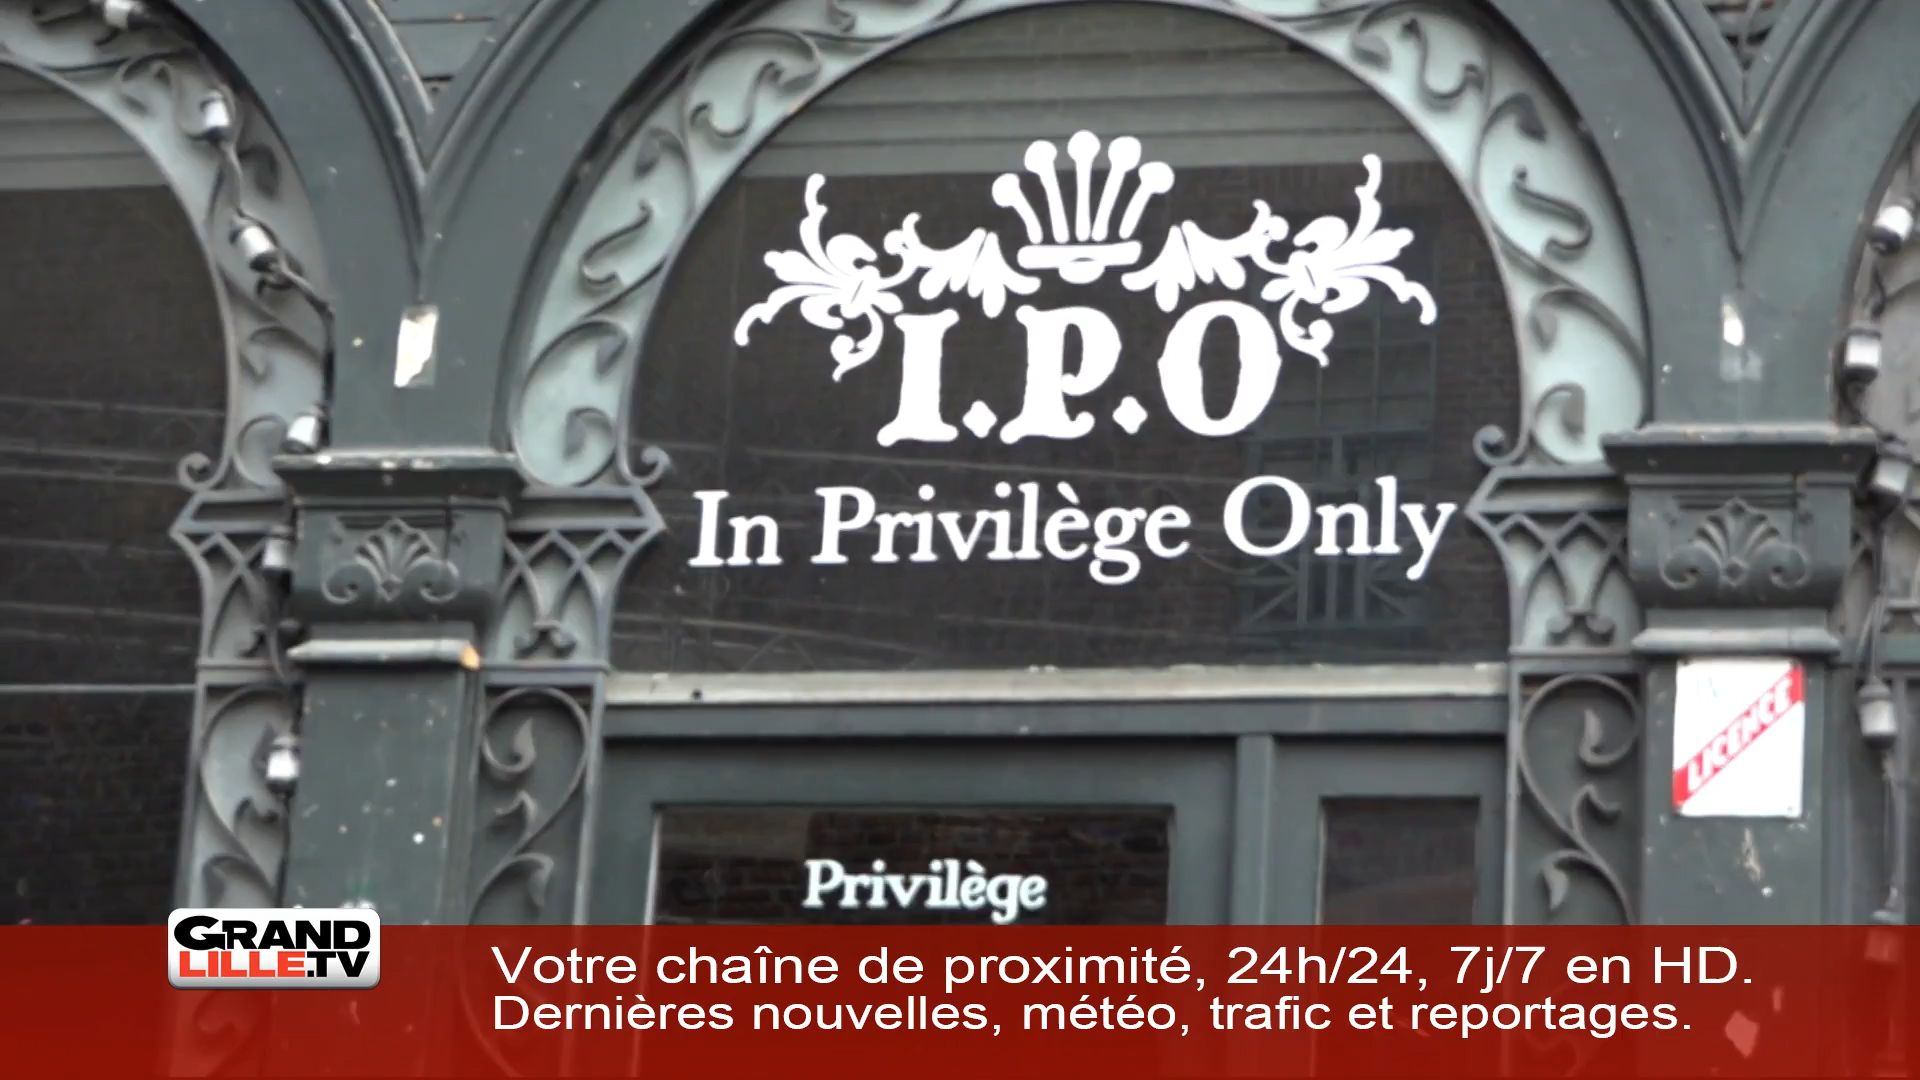 I.P.O
In Privilège Only
LICENCE
Privilège
GRAND
LILLE.TV
Votre chaîne de proximité, 24h/24, 7j/7 en HD.
Dernières nouvelles, météo, trafic et reportages.